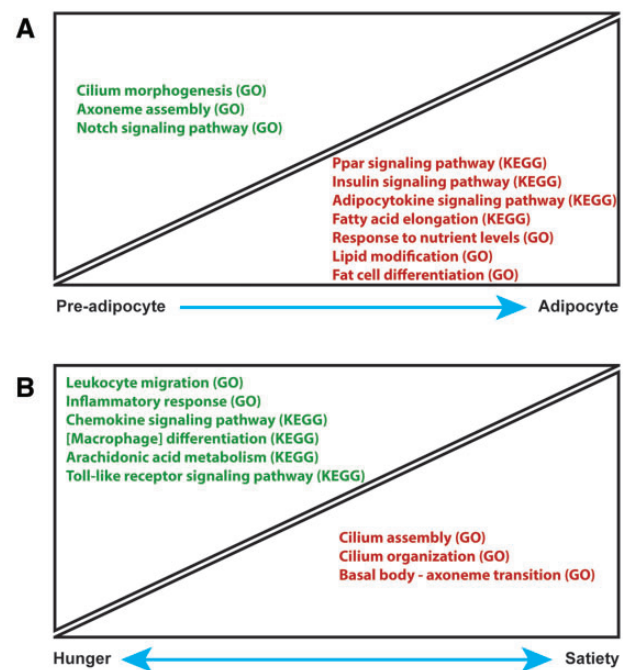 A
Cilium morphogenesis (GO)
Axoneme assembly (GO)
Notch signaling pathway (GO)
Ppar signaling pathway (KEGG)
Insulin signaling pathway (KEGG)
Adipocytokine signaling pathway (KEGG)
Fatty acid elongation (KEGG)
Response to nutrient levels (GO)
Lipid modification (GO)
Fat cell differentiation (GO)
Pre-adipocyte Adipocyte
B
Leukocyte migration (GO)
Inflammatory response (GO)
Chemokine signaling pathway (KEGG)
[Macrophage] differentiation (KEGG)
Arachidonic acid metabolism (KEGG)
Toll-like receptor signaling pathway (KEGG)
Cilium assembly (GO)
Cilium organization (GO)
Basal body - axoneme transition (GO)
Hunger Satiety